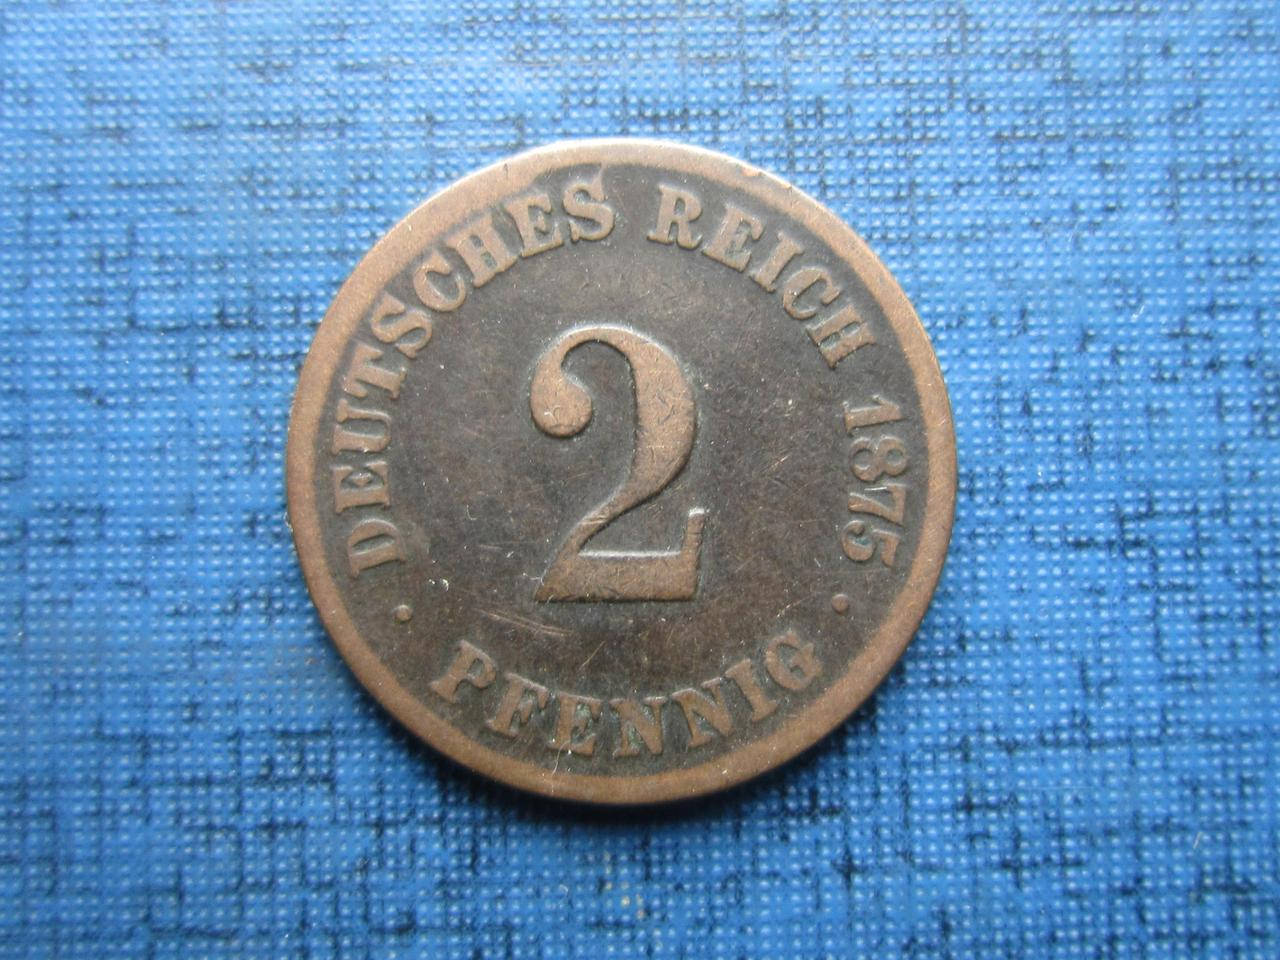 DEUTSCHES REICH 1875
2
· PFENNIG ·